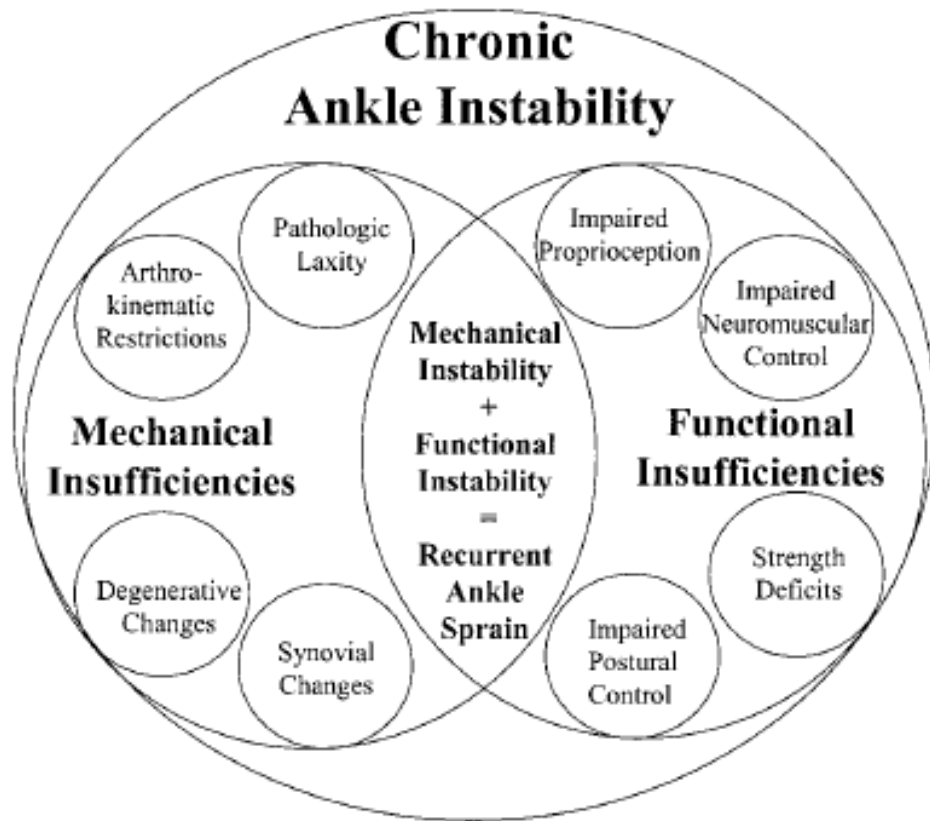 Chronic
Ankle Instability
Pathologic
Laxity
Impaired
Proprioception
Arthro-
kinematic
Restrictions
Impaired
Neuromuscular
Control
Mechanical
Instability
+
Functional
Instability
=
Recurrent
Ankle
Sprain
Mechanical
Insufficiencies
Functional
Insufficiencies
Degenerative
Changes
Synovial
Changes
Strength
Deficits
Impaired
Postural
Control